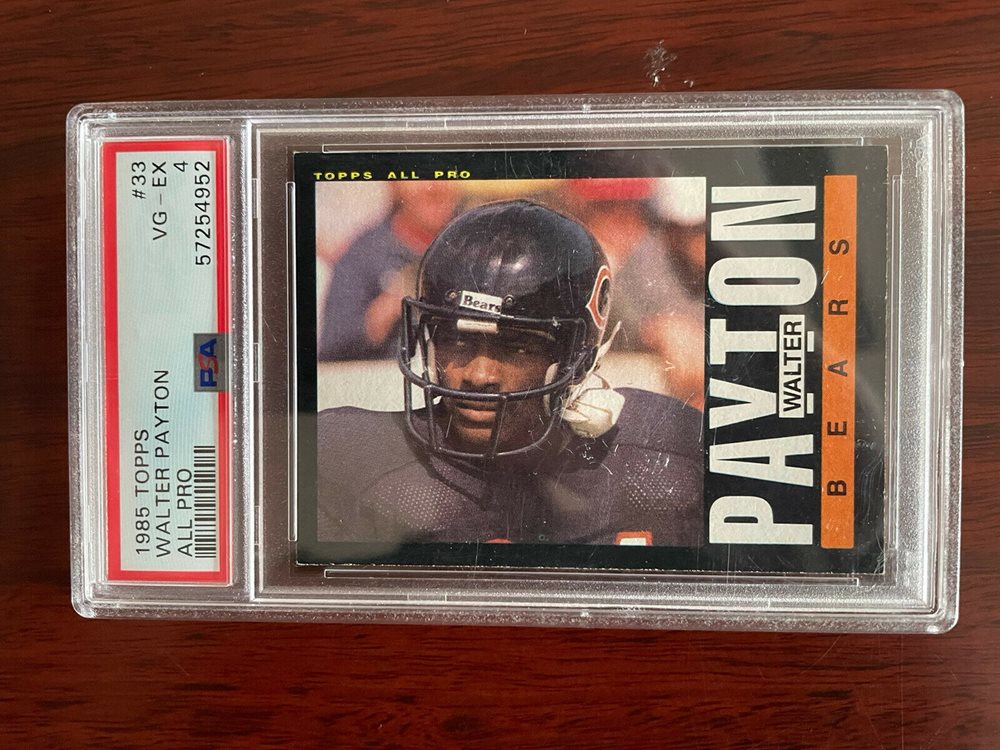 1985 TOPPS #33
WALTER PAYTON VG - EX
ALL PRO 4
57254952
PSA
TOPPS ALL PRO
Bears
PAYTON
WALTER
BEARS